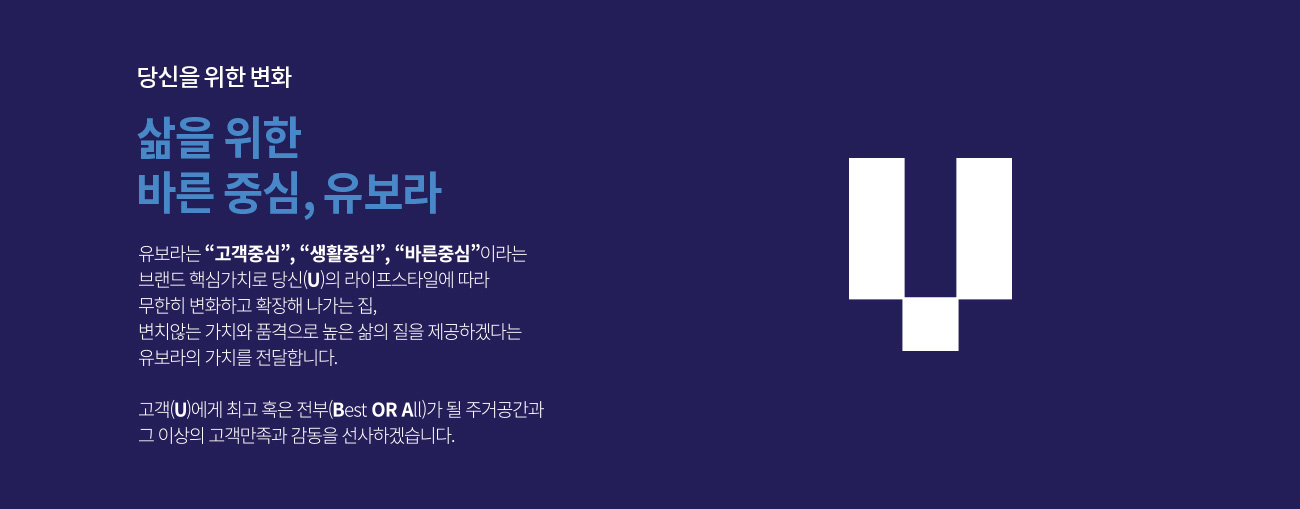 당신을 위한 변화
삶을 위한
바른 중심, 유보라
유보라는 “고객중심”, “생활중심”, “바른중심”이라는
브랜드 핵심가치로 당신(U)의 라이프스타일에 따라
무한히 변화하고 확장해 나가는 집,
변치않는 가치와 품격으로 높은 삶의 질을 제공하겠다는
유보라의 가치를 전달합니다.
고객(U)에게 최고 혹은 전부(Best OR All)가 될 주거공간과
그 이상의 고객만족과 감동을 선사하겠습니다.